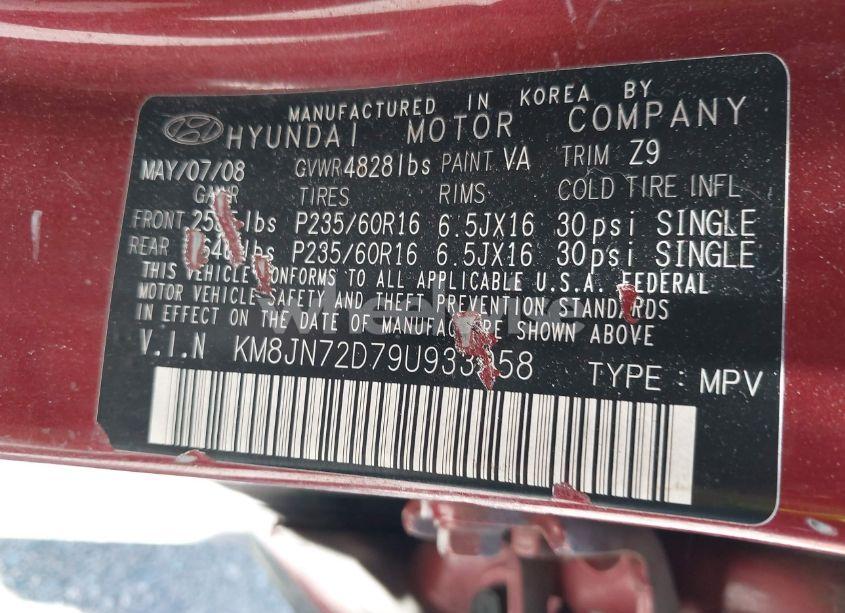 MANUFACTURED IN KOREA BY
HYUNDAI MOTOR COMPANY
MAY/07/08 GVWR4828lbs PAINT VA TRIM Z9
GAWR TIRES RIMS COLD TIRE INFL
FRONT lbs P235/60R16 6.5JX16 30psi SINGLE
REAR lbs P235/60R16 6.5JX16 30psi SINGLE
THIS VEHICLE CONFORMS TO ALL APPLICABLE U.S.A. FEDERAL
MOTOR VEHICLE SAFETY AND THEFT PREVENTION STANDARDS
IN EFFECT ON THE DATE OF MANUFACTURE SHOWN ABOVE
V.I.N TYPE : MPV